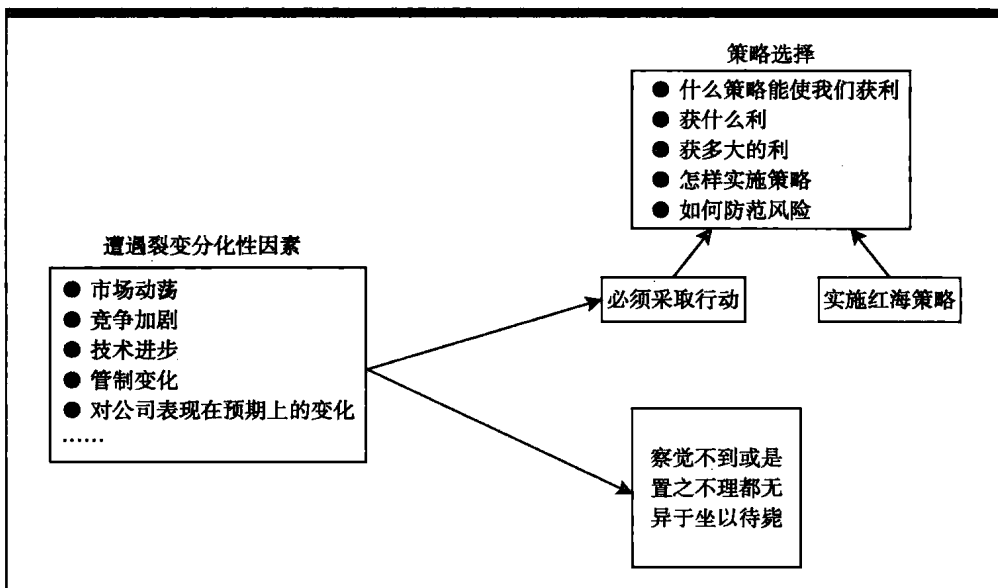 策略选择
● 什么策略能使我们获利
● 获什么利
● 获多大的利
● 怎样实施策略
● 如何防范风险
遭遇裂变分化性因素
● 市场动荡
● 竞争加剧
● 技术进步
● 管制变化
● 对公司表现在预期上的变化
……
必须采取行动
实施红海策略
察觉不到或是
置之不理都无
异于坐以待毙